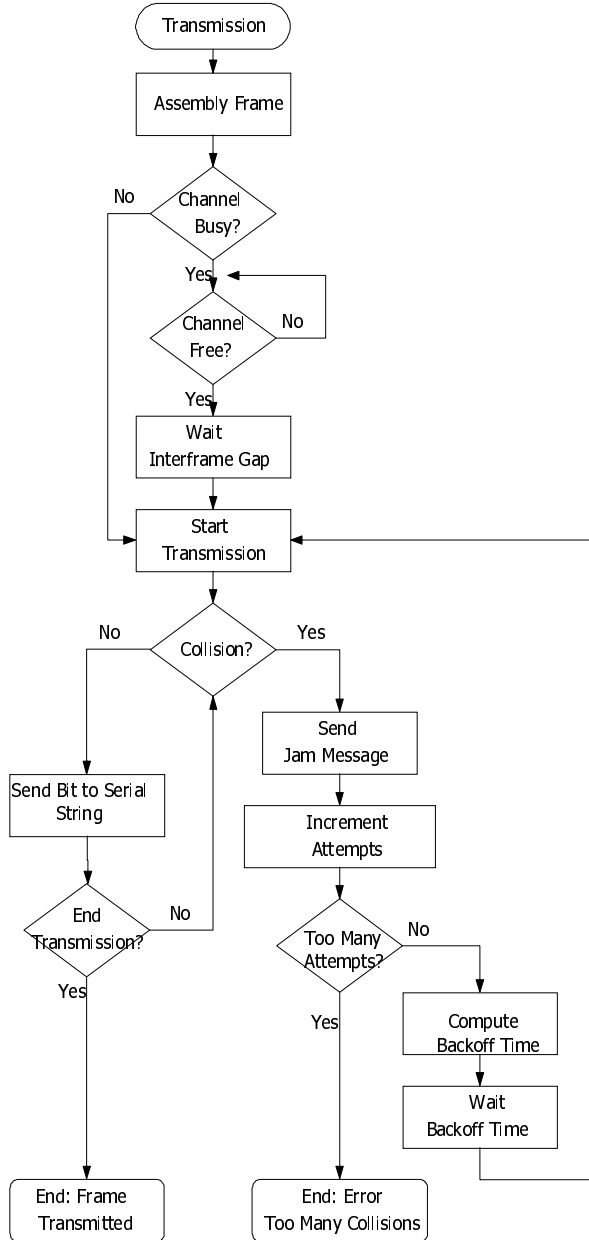 Transmission
Assembly Frame
No
Channel
Busy?
Yes
Channel
Free?
No
Yes
Wait
Interframe Gap
Start
Transmission
No
Collision?
Yes
Send
Jam Message
Send Bit to Serial
String
Increment
Attempts
End
Transmission?
No
Too Many
Attempts?
No
Yes
Yes
Compute
Backoff Time
Wait
Backoff Time
End: Frame
Transmitted
End: Error
Too Many Collisions